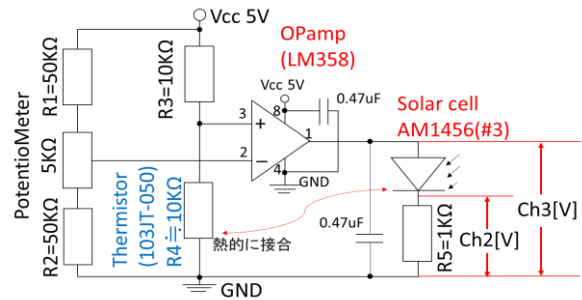 Vcc 5V
OPamp
(LM358)
R1=50KΩ
R3=10KΩ
Vcc 5V
0.47uF
Solar cell
AM1456(#3)
PotentioMeter
5KΩ
3
2
8
1
4
GND
Thermistor
(103JT-050)
R4≒10KΩ
R2=50KΩ
熱的に接合
0.47uF
R5=1KΩ
Ch2[V]
Ch3[V]
GND